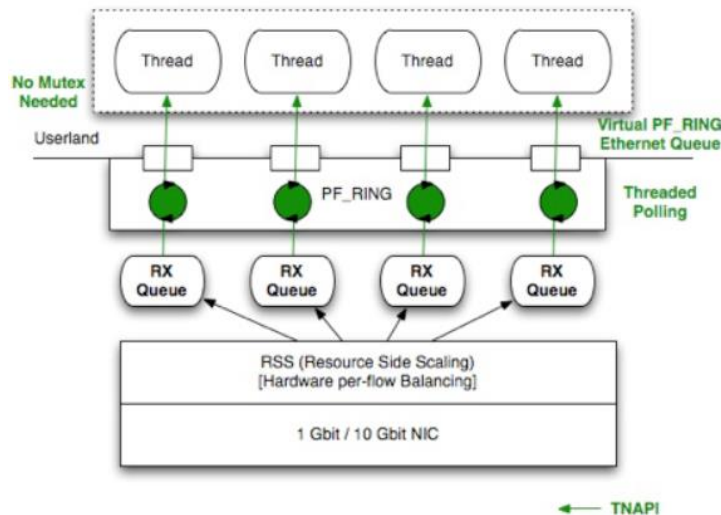 Thread
Thread
Thread
Thread
No Mutex
Needed
Userland
Virtual PF_RING
Ethernet Queue
PF_RING
Threaded
Polling
RX
Queue
RX
Queue
RX
Queue
RX
Queue
RSS (Resource Side Scaling)
[Hardware per-flow Balancing]
1 Gbit / 10 Gbit NIC
TNAPI